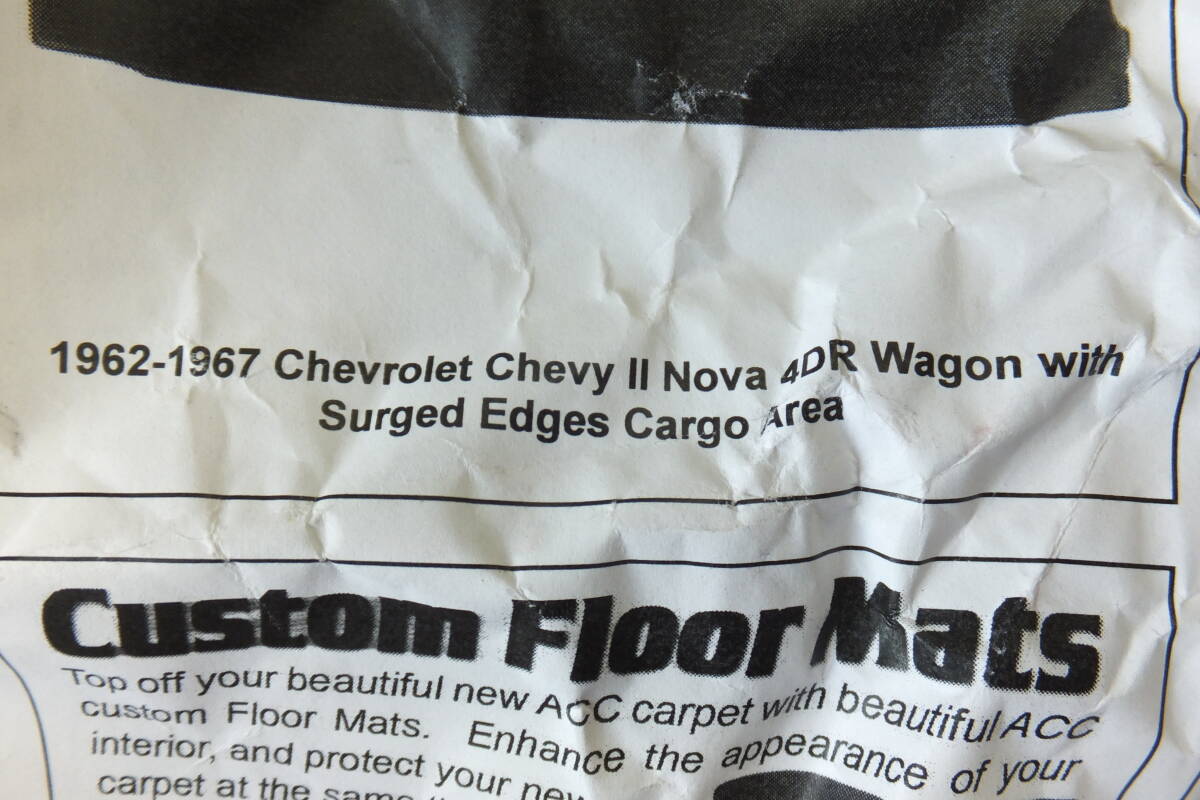 1962-1967 Chevrolet Chevy II Nova 4DR Wagon with
Surged Edges Cargo Area
Custom Floor Mats
Top off your beautiful new ACC carpet with beautiful ACC
custom Floor Mats. Enhance the appearance of your
interior, and protect your new
carpet at the same